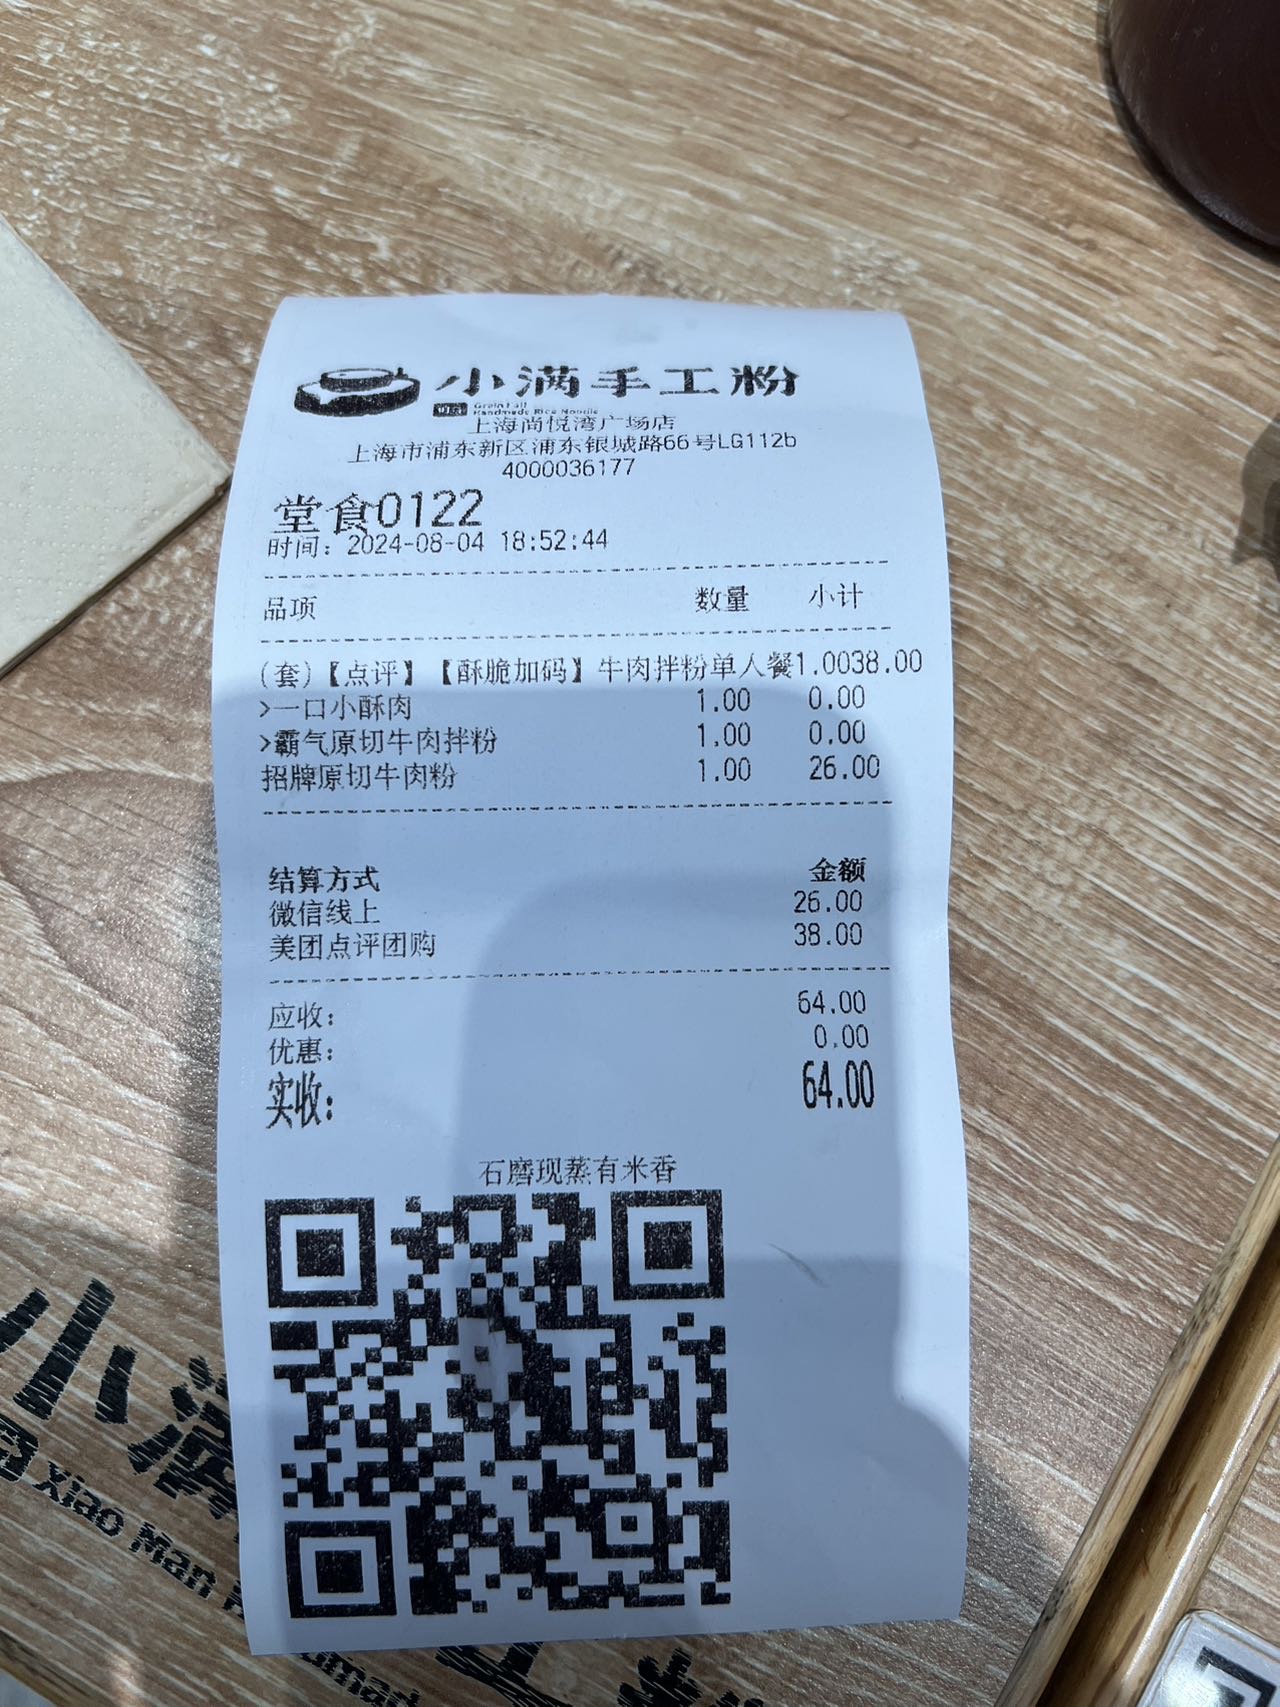 小满手工粉
Grain Full
Handmade Rice Noodle
上海尚悦湾广场店
上海市浦东新区浦东银城路66号LG112b
4000036177
堂食0122
时间：2024-08-04 18:52:44
品项 数量 小计
(套)【点评】【酥脆加码】牛肉拌粉单人餐1.0038.00
>一口小酥肉 1.00 0.00
>霸气原切牛肉拌粉 1.00 0.00
招牌原切牛肉粉 1.00 26.00
结算方式 金额
微信线上 26.00
美团点评团购 38.00
应收： 64.00
优惠： 0.00
实收： 64.00
石磨现蒸有米香
小满
Xiao Man